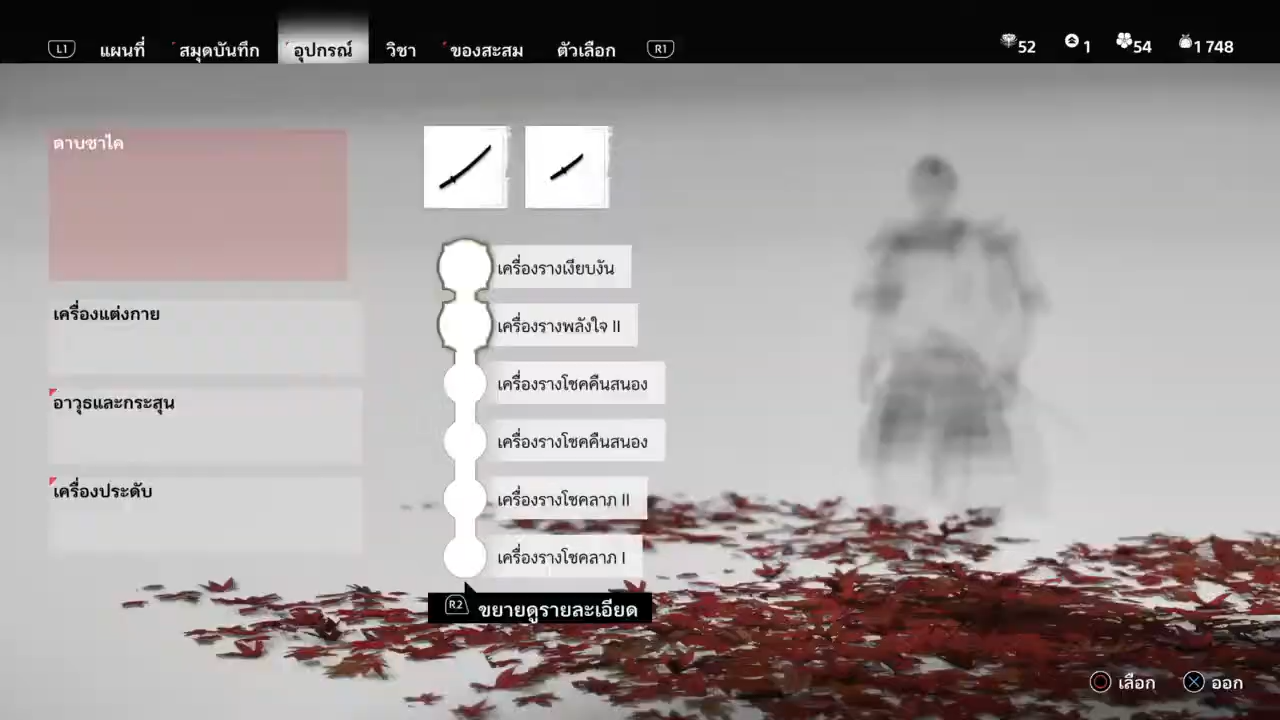 L1 แผนที่ สมุดบันทึก อุปกรณ์ วิชา ของสะสม ตัวเลือก R1 52 1 54 1 748
ดาบซาไค
เครื่องแต่งกาย
อาวุธและกระสุน
เครื่องประดับ
เครื่องรางเงียบงัน
เครื่องรางพลังใจ II
เครื่องรางโชคคืนสนอง
เครื่องรางโชคคืนสนอง
เครื่องรางโชคลาภ II
เครื่องรางโชคลาภ I
R2 ขยายดูรายละเอียด
เลือก ออก